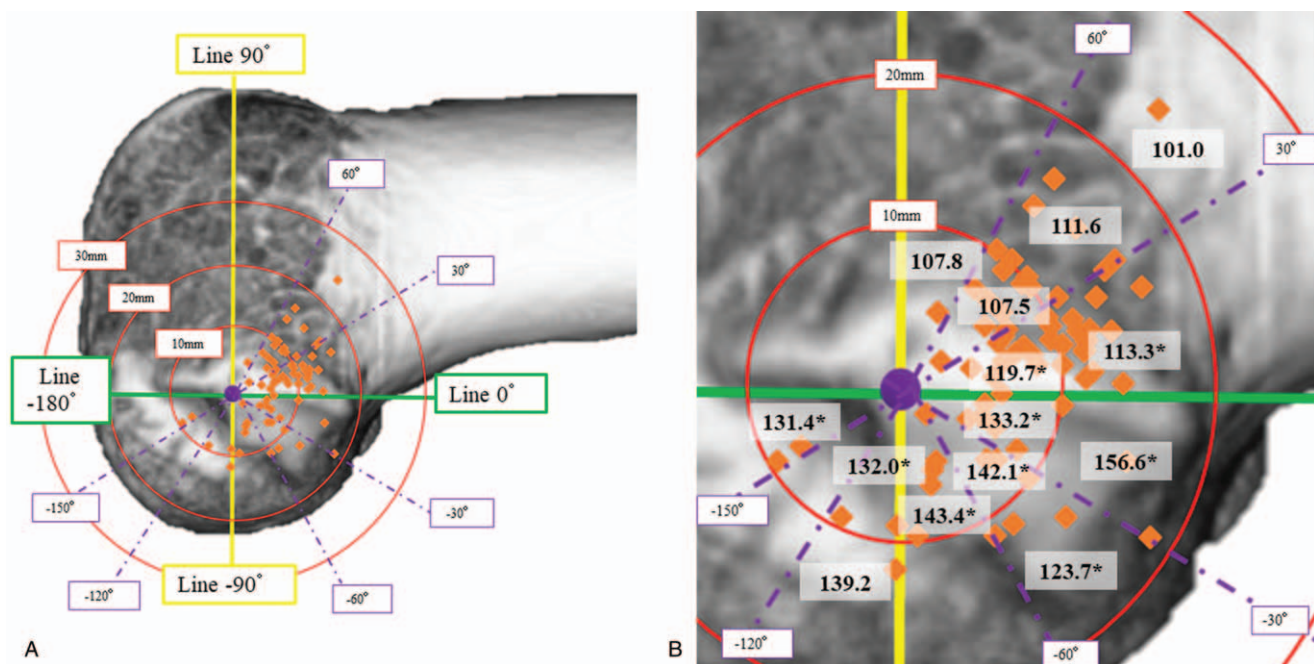 Line 90˚
60˚
30mm
30˚
20mm
10mm
Line
-180˚
Line 0˚
-150˚
-30˚
-120˚
Line -90˚
-60˚
A
60˚
20mm
101.0
30˚
10mm
111.6
107.8
107.5
113.3*
119.7*
131.4*
133.2*
132.0*
142.1*
156.6*
-150˚
143.4*
123.7*
139.2
-30˚
-120˚
-60˚
B